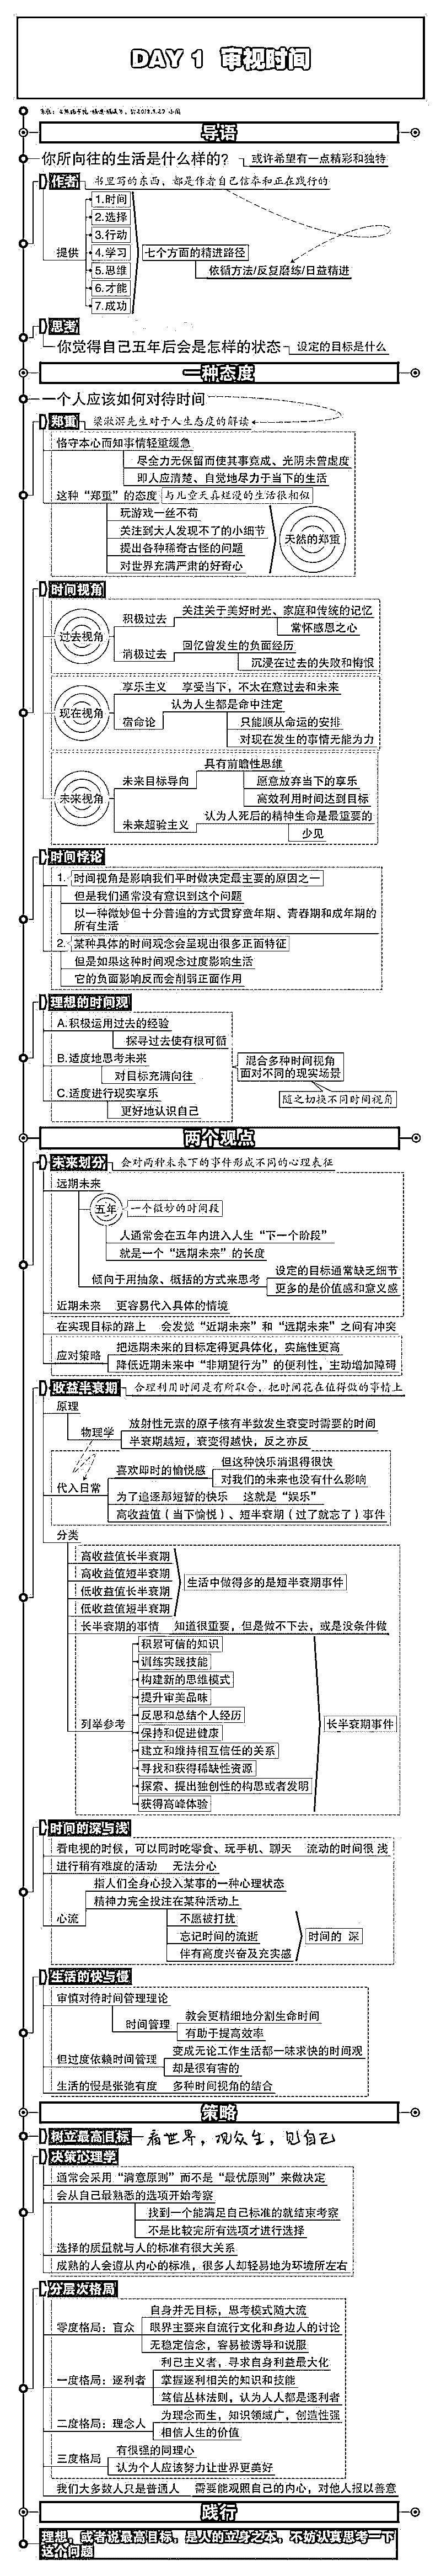 DAY 1 审视时间
导语
你所向往的生活是什么样的？ 或许希望有一点精彩和独特
作者 书里写的东西，都是作者自己信奉和正在践行的
提供
1.时间
2.选择
3.行动
4.学习
5.思维
6.才能
7.成功
七个方面的精进路径
依循方法/反复磨练/日益精进
思考
你觉得自己五年后会是怎样的状态 设定的目标是什么
一种态度
一个人应该如何对待时间
郑重 梁漱溟先生对于人生态度的解读
恪守本心而知事情轻重缓急
尽全力无保留而使其事竟成、光阴未曾虚度
即人应清楚、自觉地尽力于当下的生活
这种“郑重”的态度 与儿童天真烂漫的生活很相似
玩游戏一丝不苟
关注到大人发现不了的小细节
提出各种稀奇古怪的问题
对世界充满严肃的好奇心
天然的郑重
时间视角
过去视角
积极过去 关注关于美好时光、家庭和传统的记忆
常怀感恩之心
消极过去 回忆曾发生的负面经历
沉浸在过去的失败和悔恨
现在视角
享乐主义 享受当下，不太在意过去和未来
宿命论 认为人生都是命中注定
只能顺从命运的安排
对现在发生的事情无能为力
未来视角
未来目标导向 具有前瞻性思维
愿意放弃当下的享乐
高效利用时间达到目标
未来超验主义 认为人死后的精神生命是最重要的
少见
时间悖论
1. 时间视角是影响我们平时做决定最主要的原因之一
但是我们通常没有意识到这个问题
以一种微妙但十分普遍的方式贯穿童年期、青春期和成年期的
所有生活
2. 某种具体的时间观念会呈现出很多正面特征
但是如果这种时间观念过度影响生活
它的负面影响反而会削弱正面作用
理想的时间观
A.积极运用过去的经验
探寻过去使有根可循
B.适度地思考未来
对目标充满向往
C.适度进行现实享乐
更好地认识自己
混合多种时间视角
面对不同的现实场景
随之切换不同时间视角
两个观点
未来划分 会对两种未来下的事件形成不同的心理表征
远期未来
五年 一个微妙的时间段
人通常会在五年内进入人生“下一个阶段”
就是一个“远期未来”的长度
倾向于用抽象、概括的方式来思考
设定的目标通常缺乏细节
更多的是价值感和意义感
近期未来 更容易代入具体的情境
在实现目标的路上 会发觉“近期未来”和“远期未来”之间有冲突
应对策略
把远期未来的目标定得更具体化，实施性更高
降低近期未来中“非期望行为”的便利性，主动增加障碍
收益半衰期 合理利用时间是有所取舍，把时间花在值得做的事情上
原理
物理学
放射性元素的原子核有半数发生衰变时需要的时间
半衰期越短，衰变得越快，反之亦反
代入日常
喜欢即时的愉悦感
但这种快乐消退得很快
对我们的未来也没有什么影响
为了追逐那短暂的快乐 这就是“娱乐”
高收益值（当下愉悦）、短半衰期（过了就忘了）事件
分类
高收益值长半衰期
高收益值短半衰期
低收益值长半衰期
低收益值短半衰期
生活中做得多的是短半衰期事件
长半衰期的事情 知道很重要，但是做不下去，或是没条件做
列举参考
积累可信的知识
训练实践技能
构建新的思维模式
提升审美品味
反思和总结个人经历
保持和促进健康
建立和维持相互信任的关系
寻找和获得稀缺性资源
探索、提出独创性的构思或者发明
获得高峰体验
长半衰期事件
时间的深与浅
看电视的时候，可以同时吃零食、玩手机、聊天 流动的时间很 浅
进行稍有难度的活动 无法分心
心流
指人们全身心投入某事的一种心理状态
精神力完全投注在某种活动上
不愿被打扰
忘记时间的流逝
伴有高度兴奋及充实感
时间的 深
生活的快与慢
审慎对待时间管理理论
时间管理
教会更精细地分割生命时间
有助于提高效率
但过度依赖时间管理
变成无论工作生活都一味求快的时间观
却是很有害的
生活的慢是张弛有度 多种时间视角的结合
策略
树立最高目标 看世界，观众生，见自己
决策心理学
通常会采用“满意原则”而不是“最优原则”来做决定
会从自己最熟悉的选项开始考察
找到一个能满足自己标准的就结束考察
不是比较完所有选项才进行选择
选择的质量就与人的标准有很大关系
成熟的人会遵从内心的标准，很多人却轻易地为环境所左右
分层次格局
零度格局：盲众
自身并无目标，思考模式随大流
眼界主要来自流行文化和身边人的讨论
无稳定信念，容易被诱导和说服
一度格局：逐利者
利己主义者，寻求自身利益最大化
掌握逐利相关的知识和技能
笃信丛林法则，认为人人都是逐利者
二度格局：理念人
为理念而生，知识领域广，创造性强
相信人生的价值
三度格局
有很强的同理心
认为个人应该努力让世界更美好
我们大多数人只是普通人 需要能观照自己的内心，对他人报以善意
践行
理想，或者说最高目标，是人的立身之本，不妨认真思考一下
这个问题